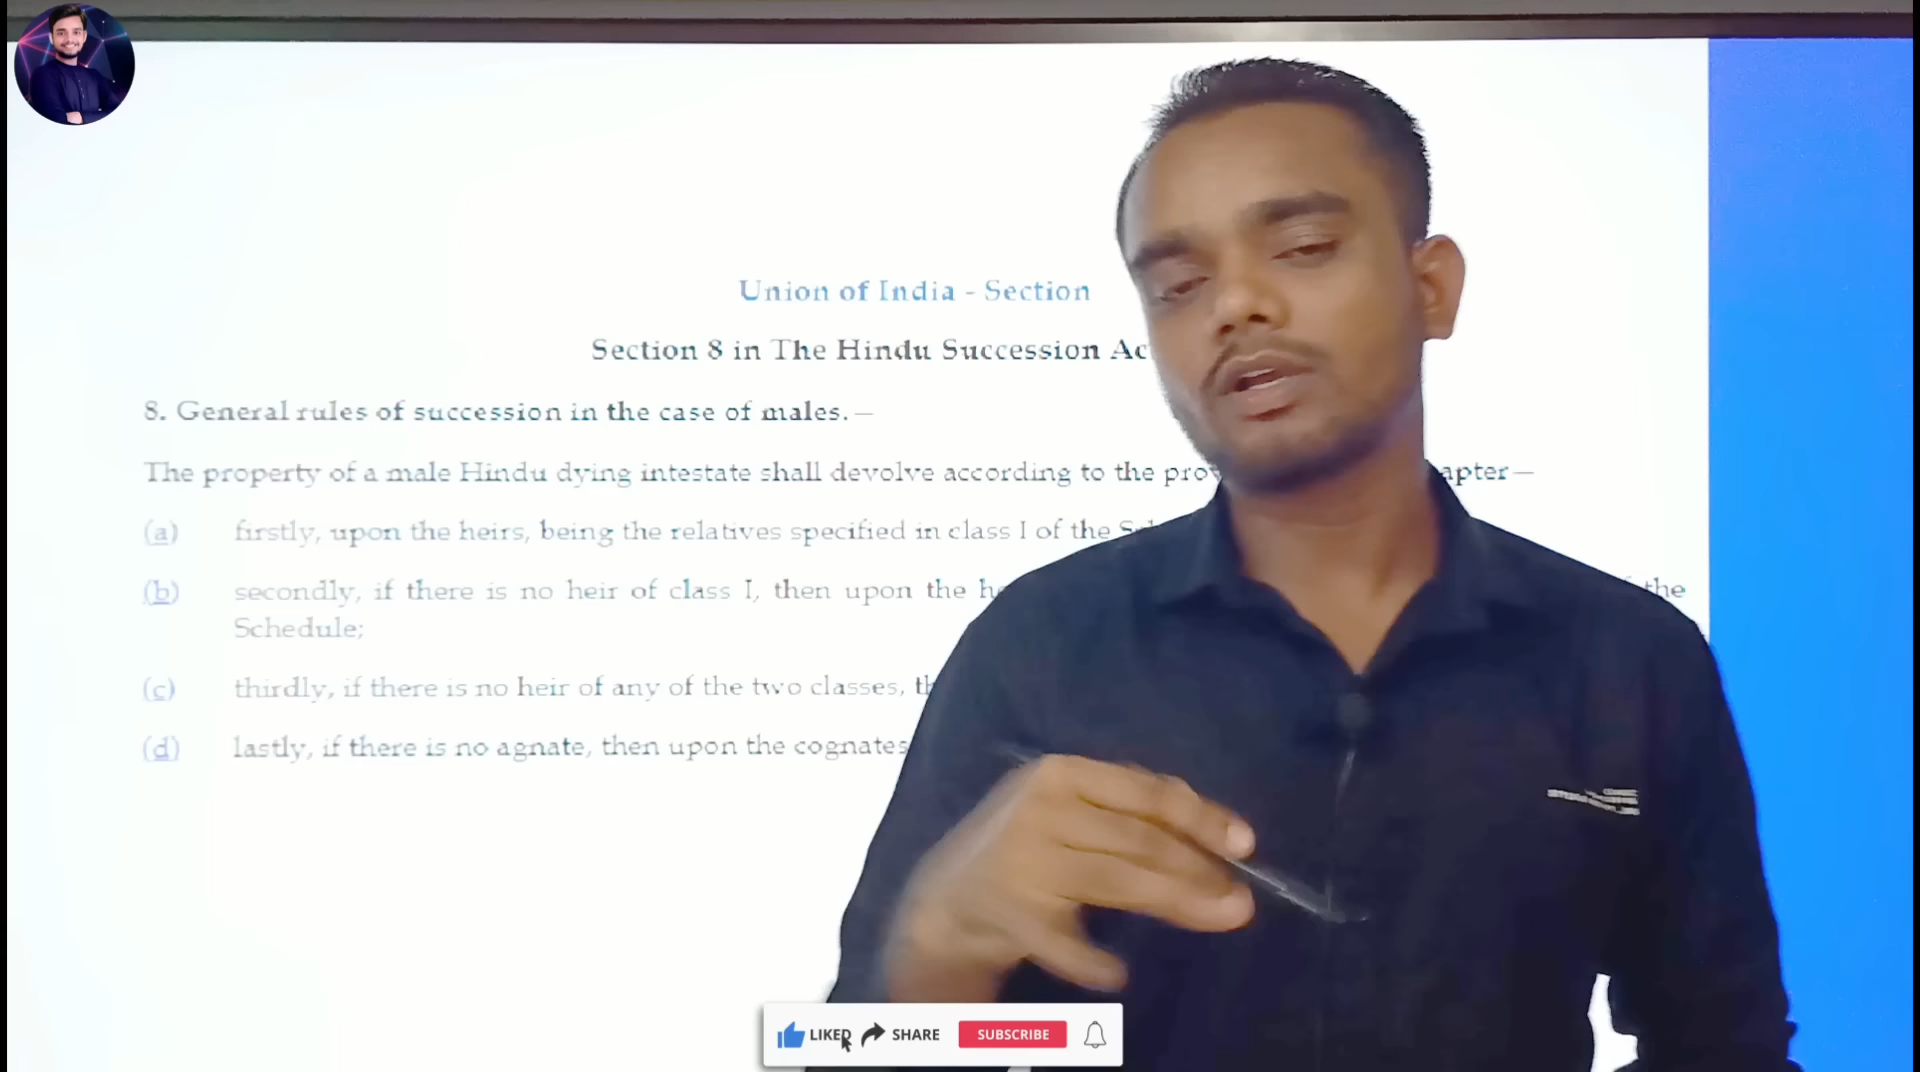 Union of India - Section
Section 8 in The Hindu Succession Ac
8. General rules of succession in the case of males.—
The property of a male Hindu dying intestate shall devolve according to the prov apter—
(a) firstly, upon the heirs, being the relatives specified in class I of the
(b) secondly, if there is no heir of class I, then upon the he the
Schedule;
(c) thirdly, if there is no heir of any of the two classes, th
(d) lastly, if there is no agnate, then upon the cognates
LIKED SHARE SUBSCRIBE